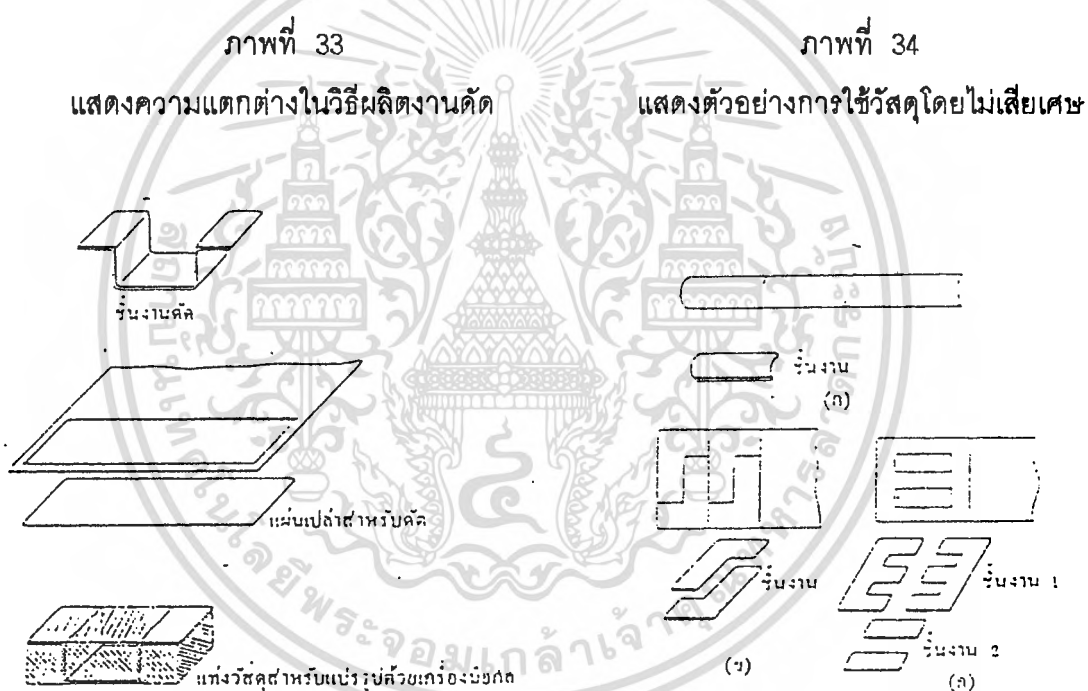 ภาพที่ 33
แสดงความแตกต่างในวิธีผลิตงานดัด
ชิ้นงานดัด
แผ่นเปล่าสำหรับดัด
แท่งวัสดุสำหรับแปรรูปด้วยเครื่องมือกล
ภาพที่ 34
แสดงตัวอย่างการใช้วัสดุโดยไม่เสียเศษ
ชิ้นงาน
(ก)
ชิ้นงาน
(ข)
ชิ้นงาน 1
ชิ้นงาน 2
(ค)